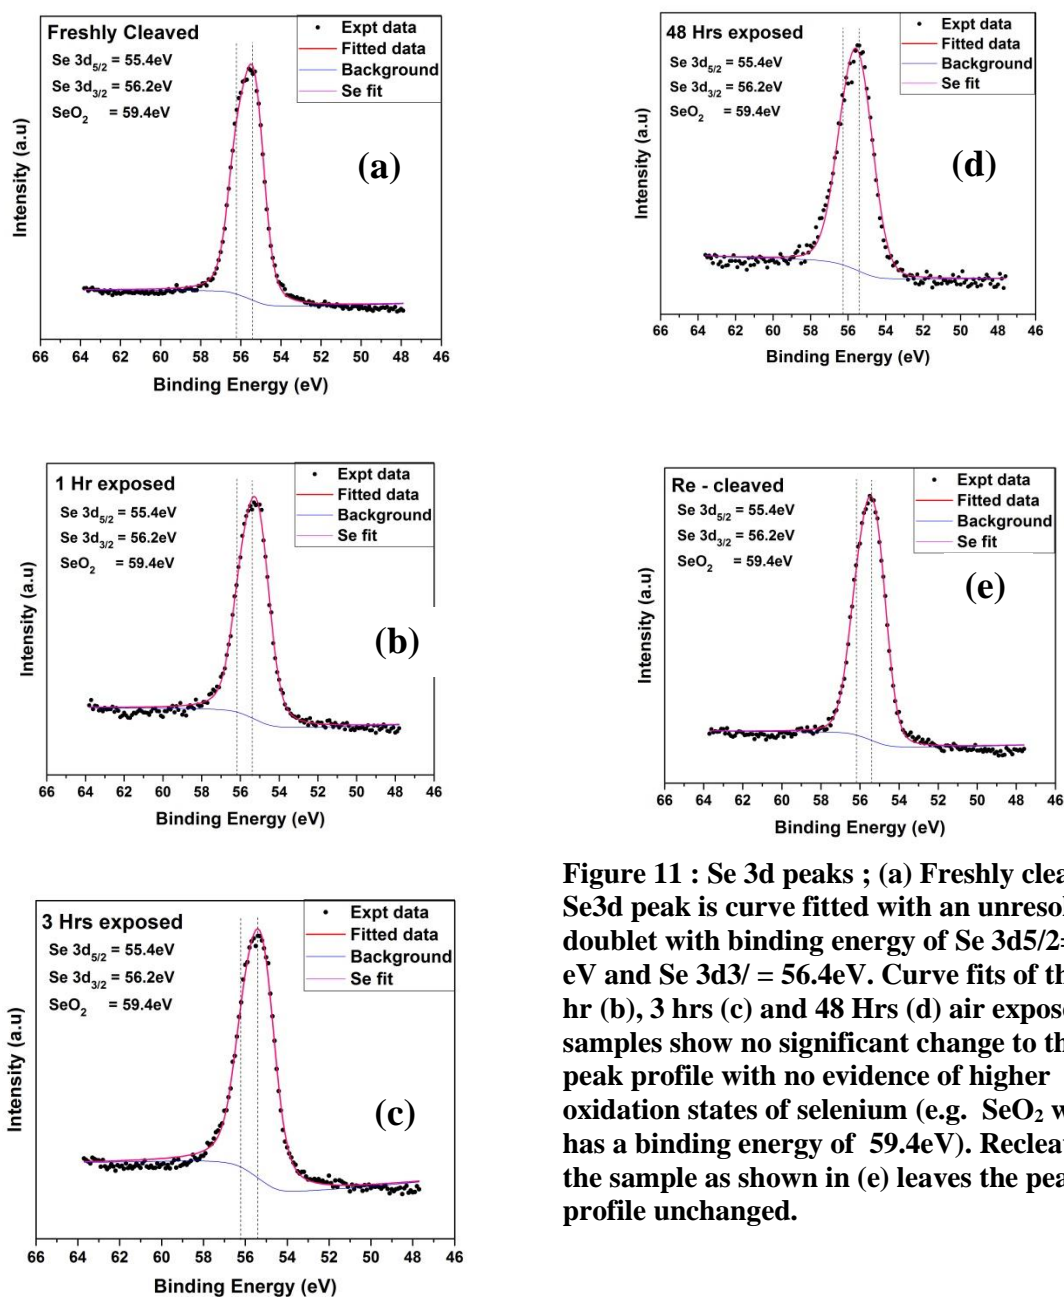 Freshly Cleaved
Se 3d5/2 = 55.4eV
Se 3d3/2 = 56.2eV
SeO2 = 59.4eV
Expt data
Fitted data
Background
Se fit
(a)
Intensity (a.u)
66 64 62 60 58 56 54 52 50 48 46
Binding Energy (eV)
48 Hrs exposed
Se 3d5/2 = 55.4eV
Se 3d3/2 = 56.2eV
SeO2 = 59.4eV
Expt data
Fitted data
Background
Se fit
(d)
Intensity (a.u)
66 64 62 60 58 56 54 52 50 48 46
Binding Energy (eV)
1 Hr exposed
Se 3d5/2 = 55.4eV
Se 3d3/2 = 56.2eV
SeO2 = 59.4eV
Expt data
Fitted data
Background
Se fit
(b)
Intensity (a.u)
66 64 62 60 58 56 54 52 50 48 46
Binding Energy (eV)
Re - cleaved
Se 3d5/2 = 55.4eV
Se 3d3/2 = 56.2eV
SeO2 = 59.4eV
Expt data
Fitted data
Background
Se fit
(e)
Intensity (a.u)
66 64 62 60 58 56 54 52 50 48 46
Binding Energy (eV)
3 Hrs exposed
Se 3d5/2 = 55.4eV
Se 3d3/2 = 56.2eV
SeO2 = 59.4eV
Expt data
Fitted data
Background
Se fit
(c)
Intensity (a.u)
66 64 62 60 58 56 54 52 50 48 46
Binding Energy (eV)
Figure 11 : Se 3d peaks ; (a) Freshly
Se3d peak is curve fitted with an
doublet with binding energy of Se 3d5/2=
eV and Se 3d3/ = 56.4eV. Curve fits of
hr (b), 3 hrs (c) and 48 Hrs (d) air
samples show no significant change to
peak profile with no evidence of higher
oxidation states of selenium (e.g. SeO2
has a binding energy of 59.4eV).
the sample as shown in (e) leaves the
profile unchanged.